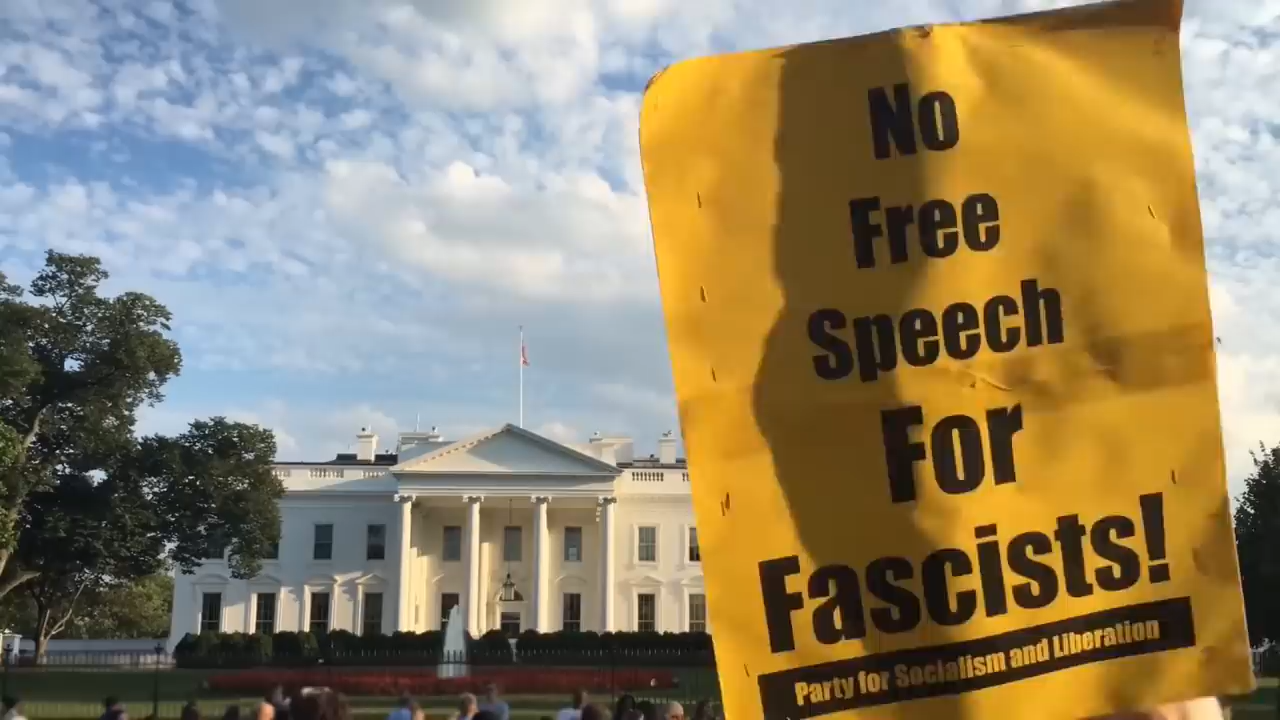 No
Free
Speech
For
Fascists!
Party for Socialism and Liberation